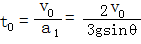 t₀ = v₀/a₁ = 2v₀/3gsinθ